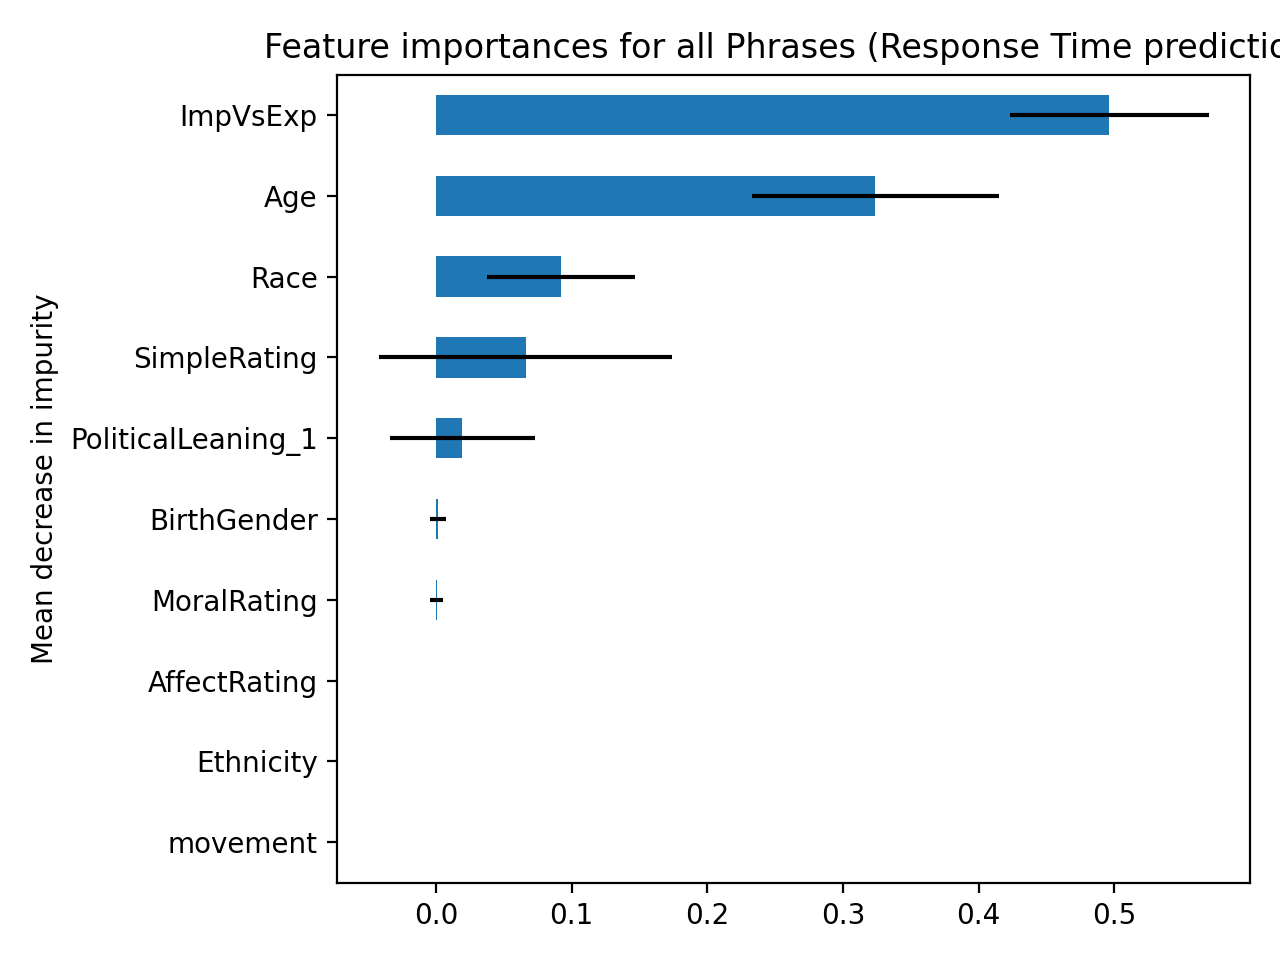 Feature importances for all Phrases (Response Time predictic
ImpVsExp
Age
Race
SimpleRating
PoliticalLeaning_1
BirthGender
MoralRating
AffectRating
Ethnicity
movement
Mean decrease in impurity
0.0 0.1 0.2 0.3 0.4 0.5